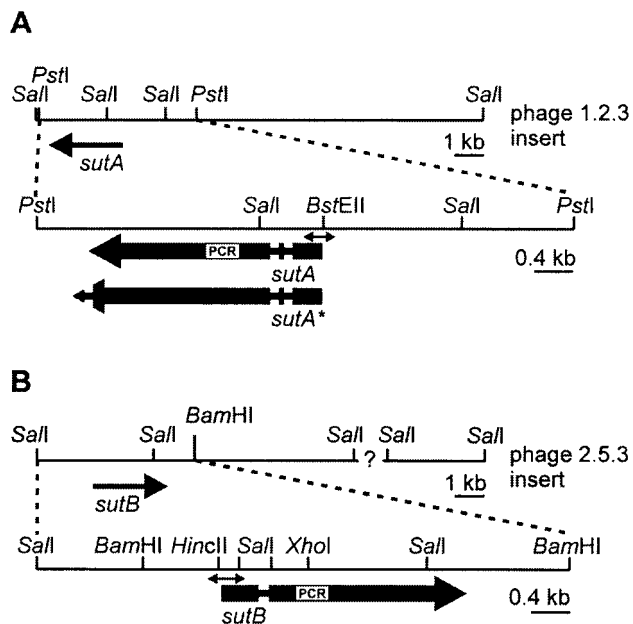 A
PstI
SalI SalI SalI PstI SalI
phage 1.2.3
insert
1 kb
sutA
PstI SalI BstEII SalI PstI
PCR
sutA
0.4 kb
sutA*
B
BamHI
SalI SalI SalI SalI SalI
?
phage 2.5.3
insert
1 kb
sutB
SalI BamHI HincII SalI XhoI SalI BamHI
PCR
sutB
0.4 kb